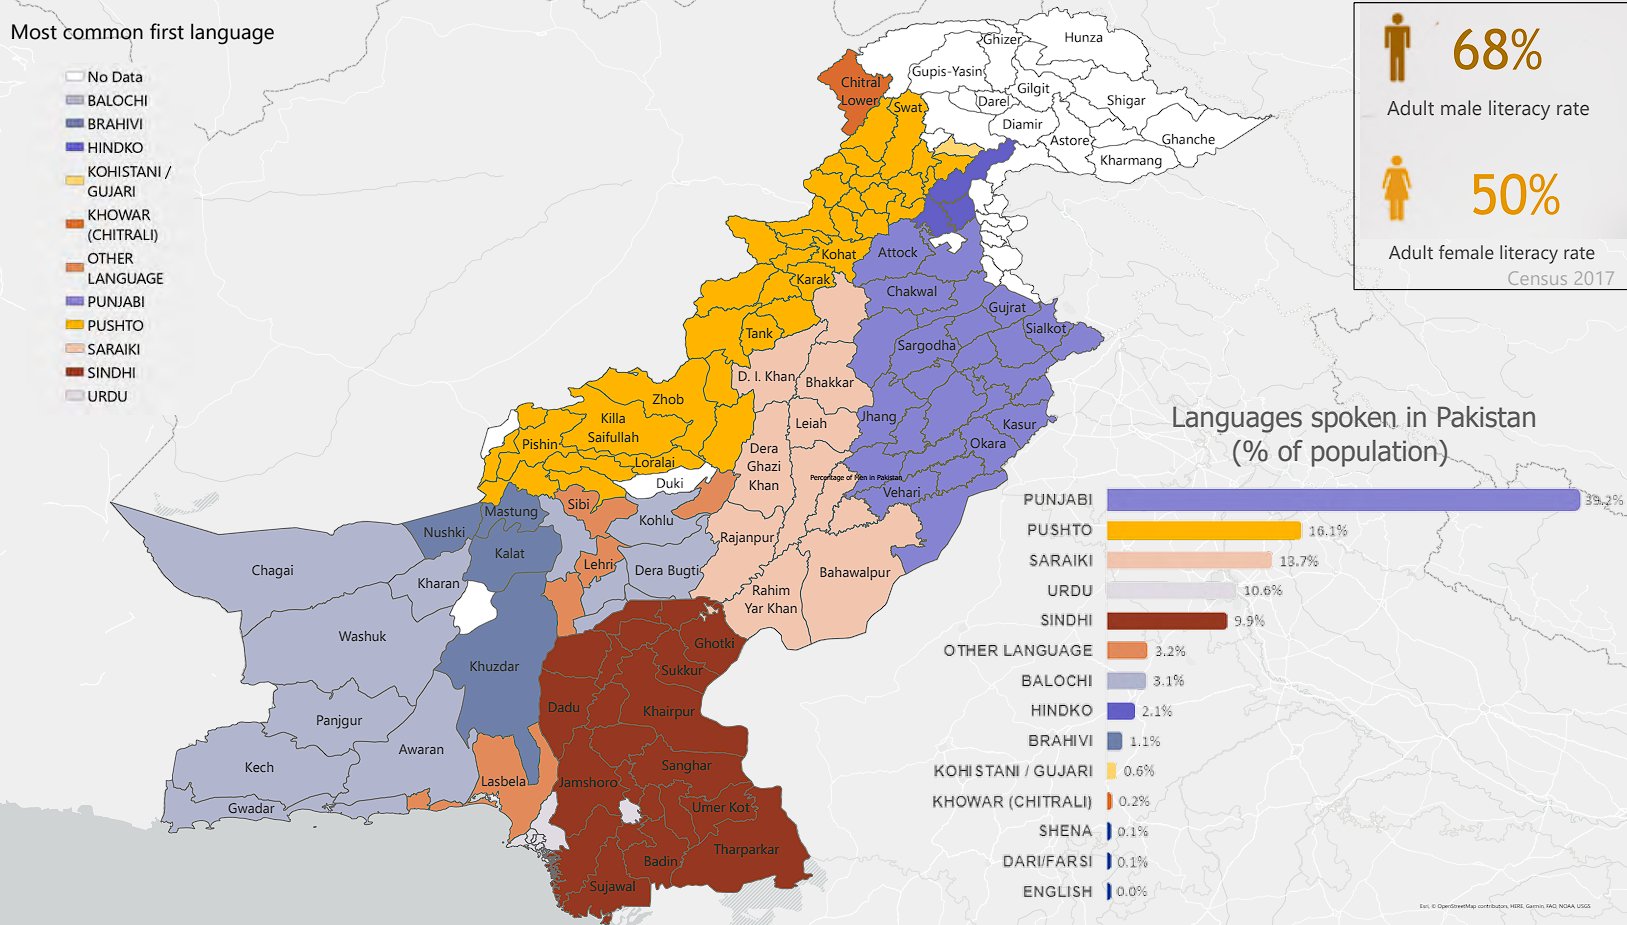 Most common first language
No Data
BALOCHI
BRAHIVI
HINDKO
KOHISTANI /
GUJARI
KHOWAR
(CHITRALI)
OTHER
LANGUAGE
PUNJABI
PUSHTO
SARAIKI
SINDHI
URDU
68%
Adult male literacy rate
50%
Adult female literacy rate
Census 2017
Ghizer
Hunza
Gupis-Yasin
Chitral
Lower
Gilgit
Swat
Darel
Shigar
Diamir
Astore
Ghanche
Kharmang
Kohat
Attock
Karak
Chakwal
Gujrat
Sialkot
Tank
Sargodha
D. I. Khan
Bhakkar
Zhob
Killa
Saifullah
Leiah
Jhang
Kasur
Pishin
Okara
Dera
Ghazi
Khan
Loralai
Percentage of Men in Pakistan
Duki
Vehari
Sibi
Mastung
Kohlu
Nushki
Rajanpur
Kalat
Lehri
Dera Bugti
Chagai
Kharan
Bahawalpur
Rahim
Yar Khan
Washuk
Ghotki
Khuzdar
Sukkur
Dadu
Khairpur
Panjgur
Awaran
Kech
Sanghar
Lasbela
Jamshoro
Gwadar
Umer Kot
Tharparkar
Badin
Sujawal
Languages spoken in Pakistan
(% of population)
PUNJABI 39.2%
PUSHTO 16.1%
SARAIKI 13.7%
URDU 10.6%
SINDHI 9.9%
OTHER LANGUAGE 3.2%
BALOCHI 3.1%
HINDKO 2.1%
BRAHIVI 1.1%
KOHISTANI / GUJARI 0.6%
KHOWAR (CHITRALI) 0.2%
SHENA 0.1%
DARI/FARSI 0.1%
ENGLISH 0.0%
Esri, © OpenStreetMap contributors, HERE, Garmin, FAO, NOAA, USGS